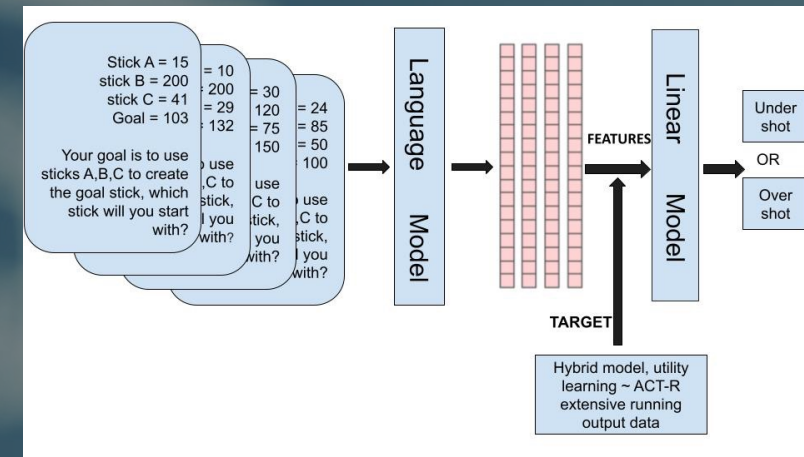 Stick A = 15
stick B = 200
stick C = 41
Goal = 103
Your goal is to use
sticks A,B,C to create
the goal stick, which
stick will you start
with?
= 10
= 200
= 29
= 132
use
,C to
stick,
you
with?
= 30
120
= 75
150
use
C to
stick,
you
with?
= 24
= 85
= 50
= 100
use
,C to
stick,
you
with?
Language Model
FEATURES
Linear Model
Under
shot
OR
Over
shot
TARGET
Hybrid model, utility
learning ~ ACT-R
extensive running
output data